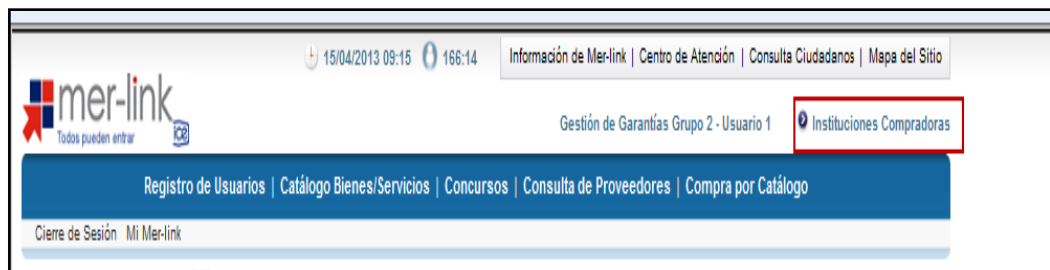 15/04/2013 09:15 166:14 Información de Mer-link | Centro de Atención | Consulta Ciudadanos | Mapa del Sitio
mer-link
Todos pueden entrar
ice
Gestión de Garantías Grupo 2 - Usuario 1 Instituciones Compradoras
Registro de Usuarios | Catálogo Bienes/Servicios | Concursos | Consulta de Proveedores | Compra por Catálogo
Cierre de Sesión Mi Mer-link